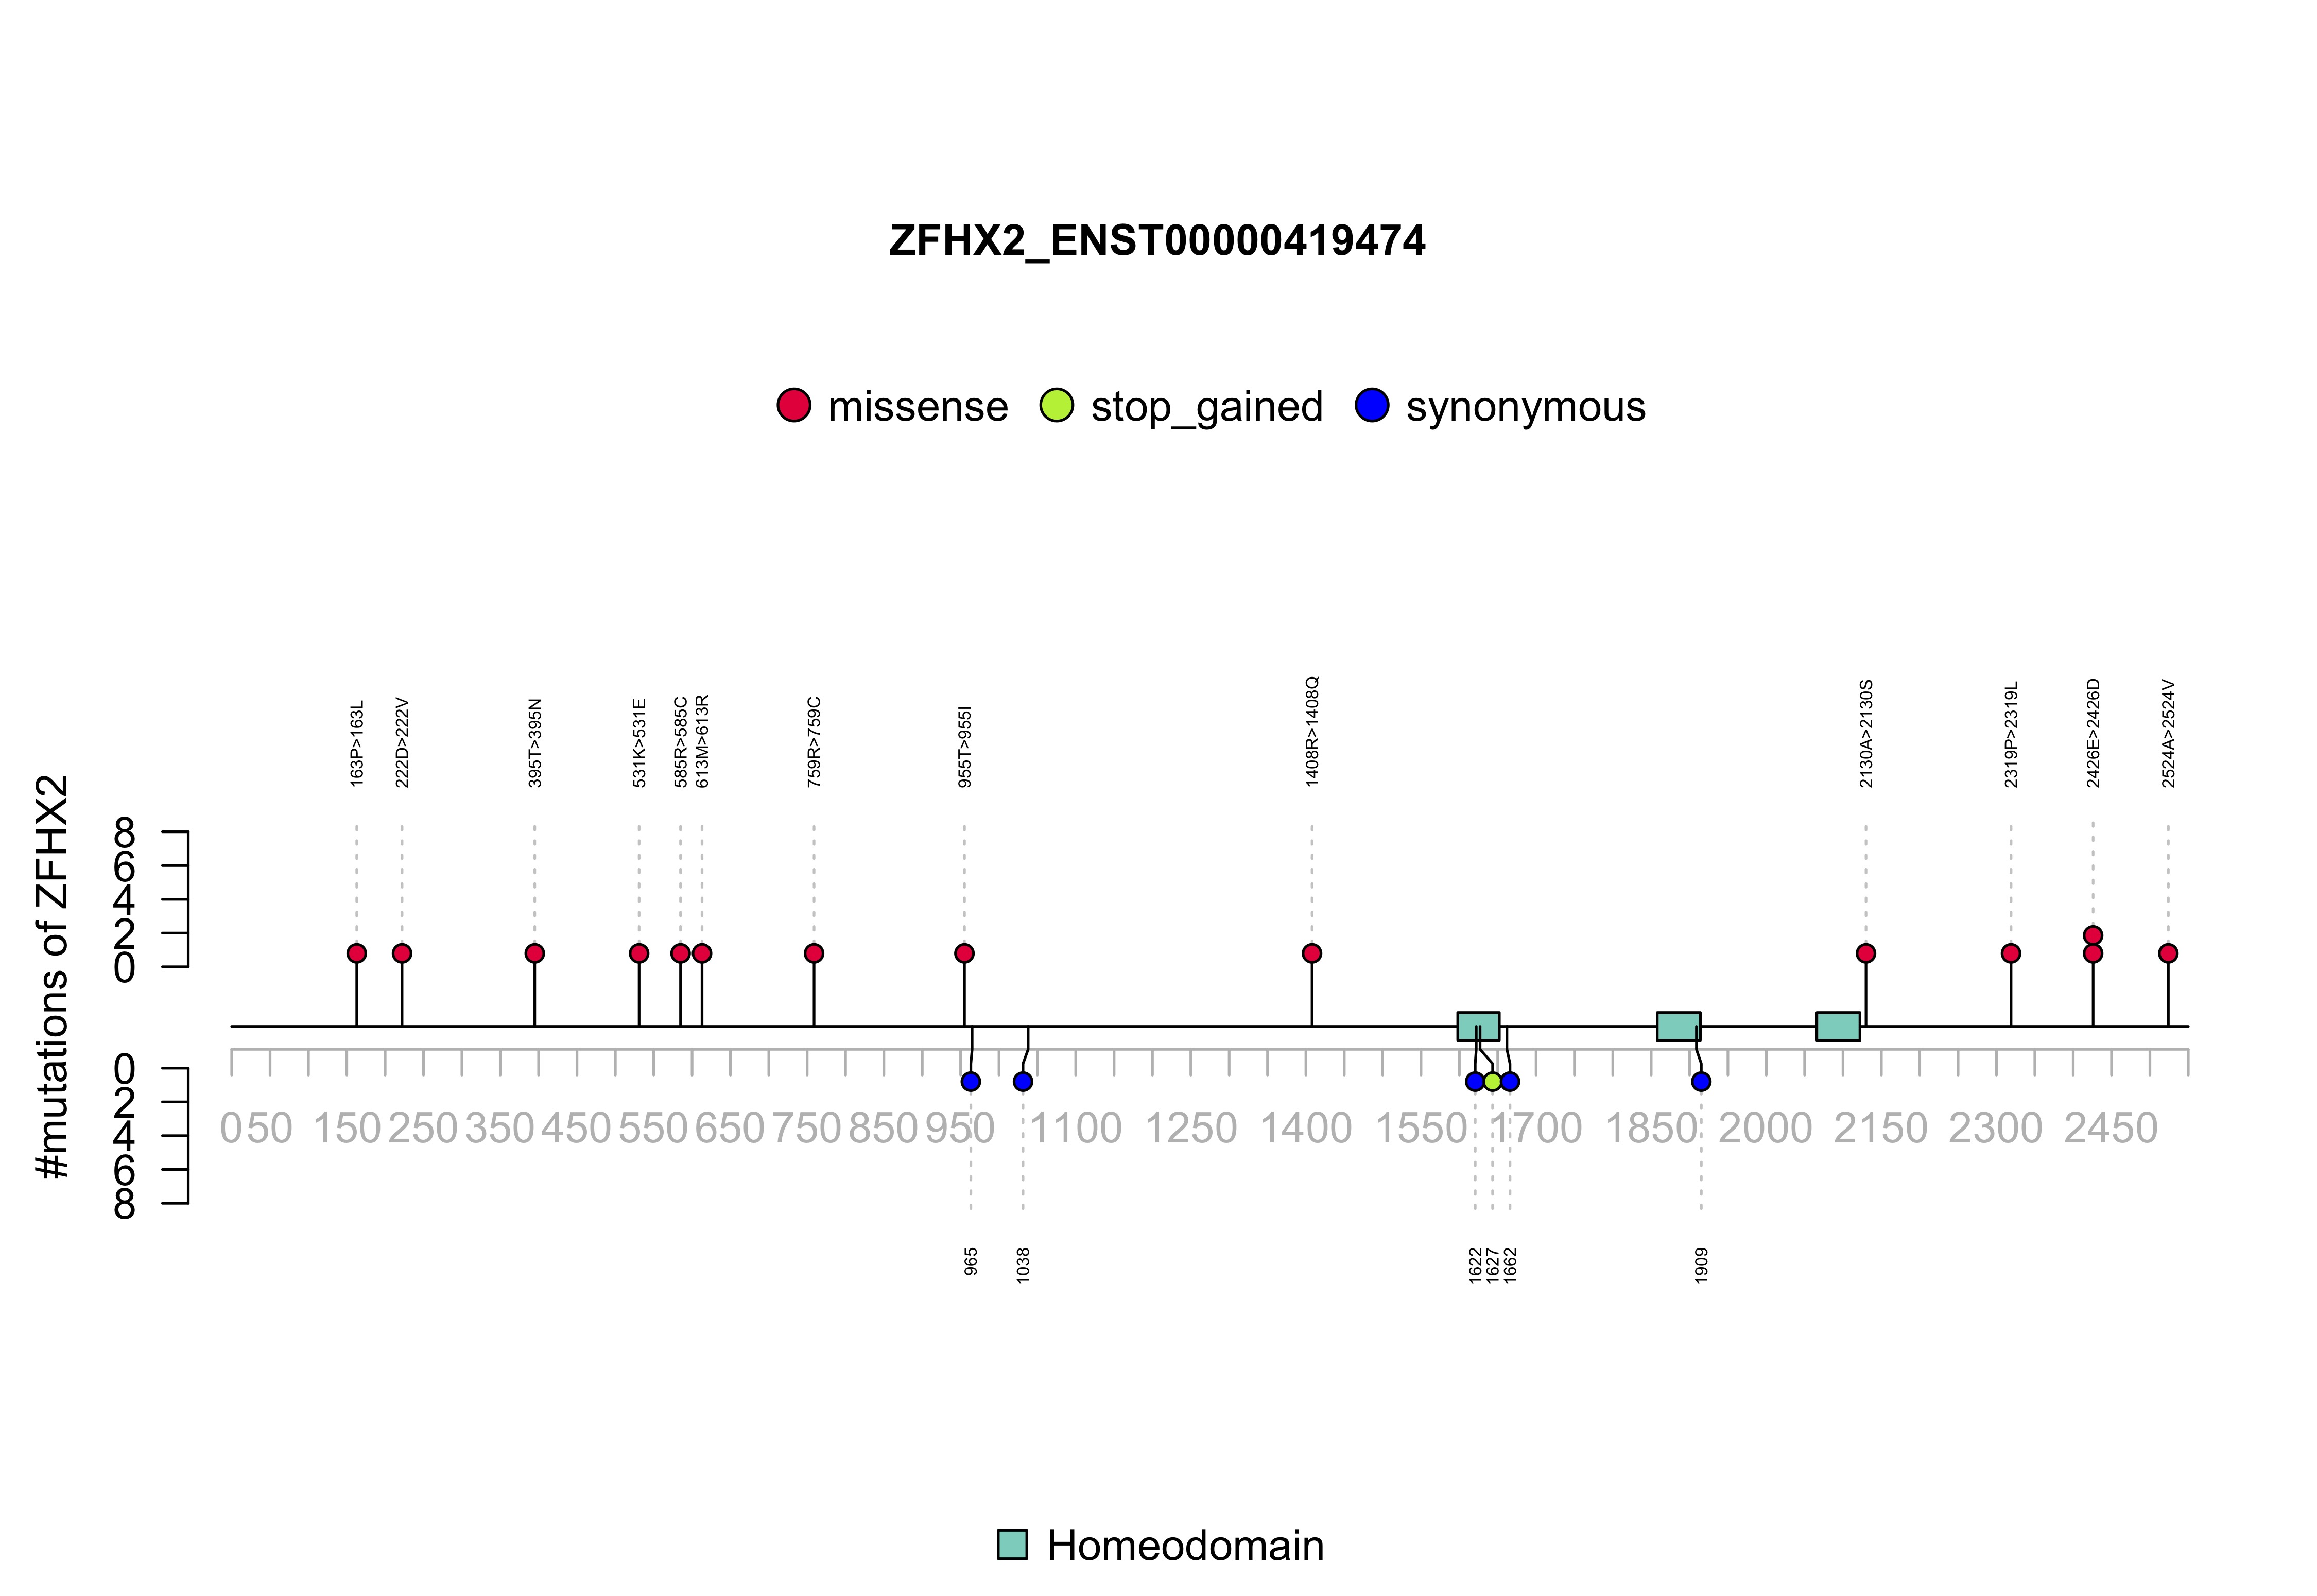 ZFHX2_ENST00000419474
missense stop_gained synonymous
163P>163L 222D>222V 395T>395N 531K>531E 585R>585C 613M>613R 759R>759C 955T>955I 1408R>1408Q 2130A>2130S 2319P>2319L 2426E>2426D 2524A>2524V
#mutations of ZFHX2
8
6
4
2
0
0
2
4
6
8
0 50 150 250 350 450 550 650 750 850 950 1100 1250 1400 1550 1700 1850 2000 2150 2300 2450
965 1038 1622 1627 1662 1909
Homeodomain